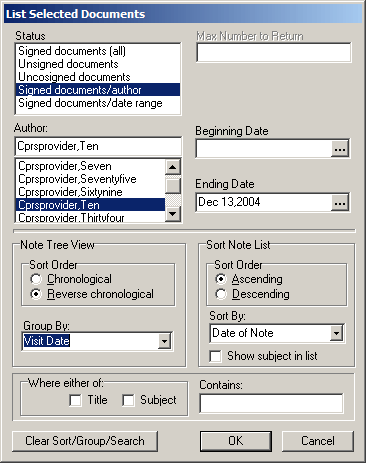 List Selected Documents
Status
Signed documents (all)
Unsigned documents
Uncosigned documents
Signed documents/author
Signed documents/date range
Max Number to Return
Author:
Cprsprovider,Ten
Cprsprovider,Seven
Cprsprovider,Seventyfive
Cprsprovider,Sixtynine
Cprsprovider,Ten
Cprsprovider,Thirtyfour
Beginning Date
...
Ending Date
Dec 13,2004
...
Note Tree View
Sort Order
Chronological
Reverse chronological
Group By:
Visit Date
Sort Note List
Sort Order
Ascending
Descending
Sort By:
Date of Note
Show subject in list
Where either of:
Title
Subject
Contains:
Clear Sort/Group/Search
OK
Cancel